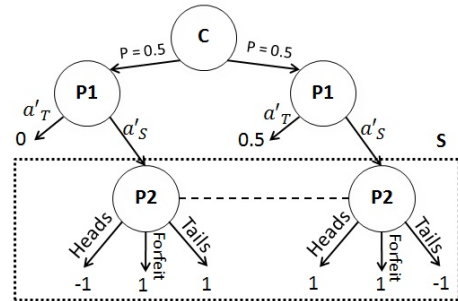 C
P = 0.5 P = 0.5
P1 P1
a'T a'S a'T a'S
0 0.5 S
P2 P2
Heads Forfeit Tails Heads Forfeit Tails
-1 1 1 1 1 -1